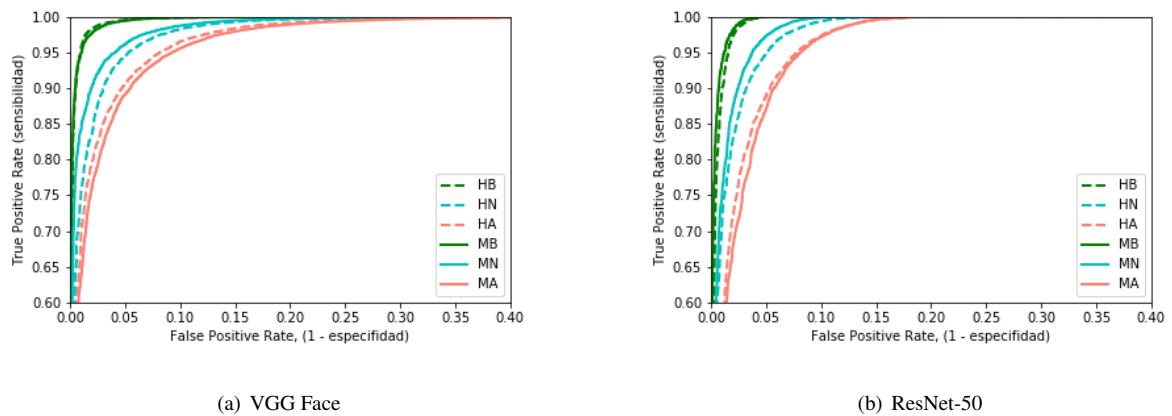 1.00
0.95
0.90
0.85
0.80
0.75
0.70
0.65
0.60
True Positive Rate (sensibilidad)
HB
HN
HA
MB
MN
MA
0.00 0.05 0.10 0.15 0.20 0.25 0.30 0.35 0.40
False Positive Rate, (1 - especifidad)
(a) VGG Face
1.00
0.95
0.90
0.85
0.80
0.75
0.70
0.65
0.60
True Positive Rate (sensibilidad)
HB
HN
HA
MB
MN
MA
0.00 0.05 0.10 0.15 0.20 0.25 0.30 0.35 0.40
False Positive Rate, (1 - especifidad)
(b) ResNet-50